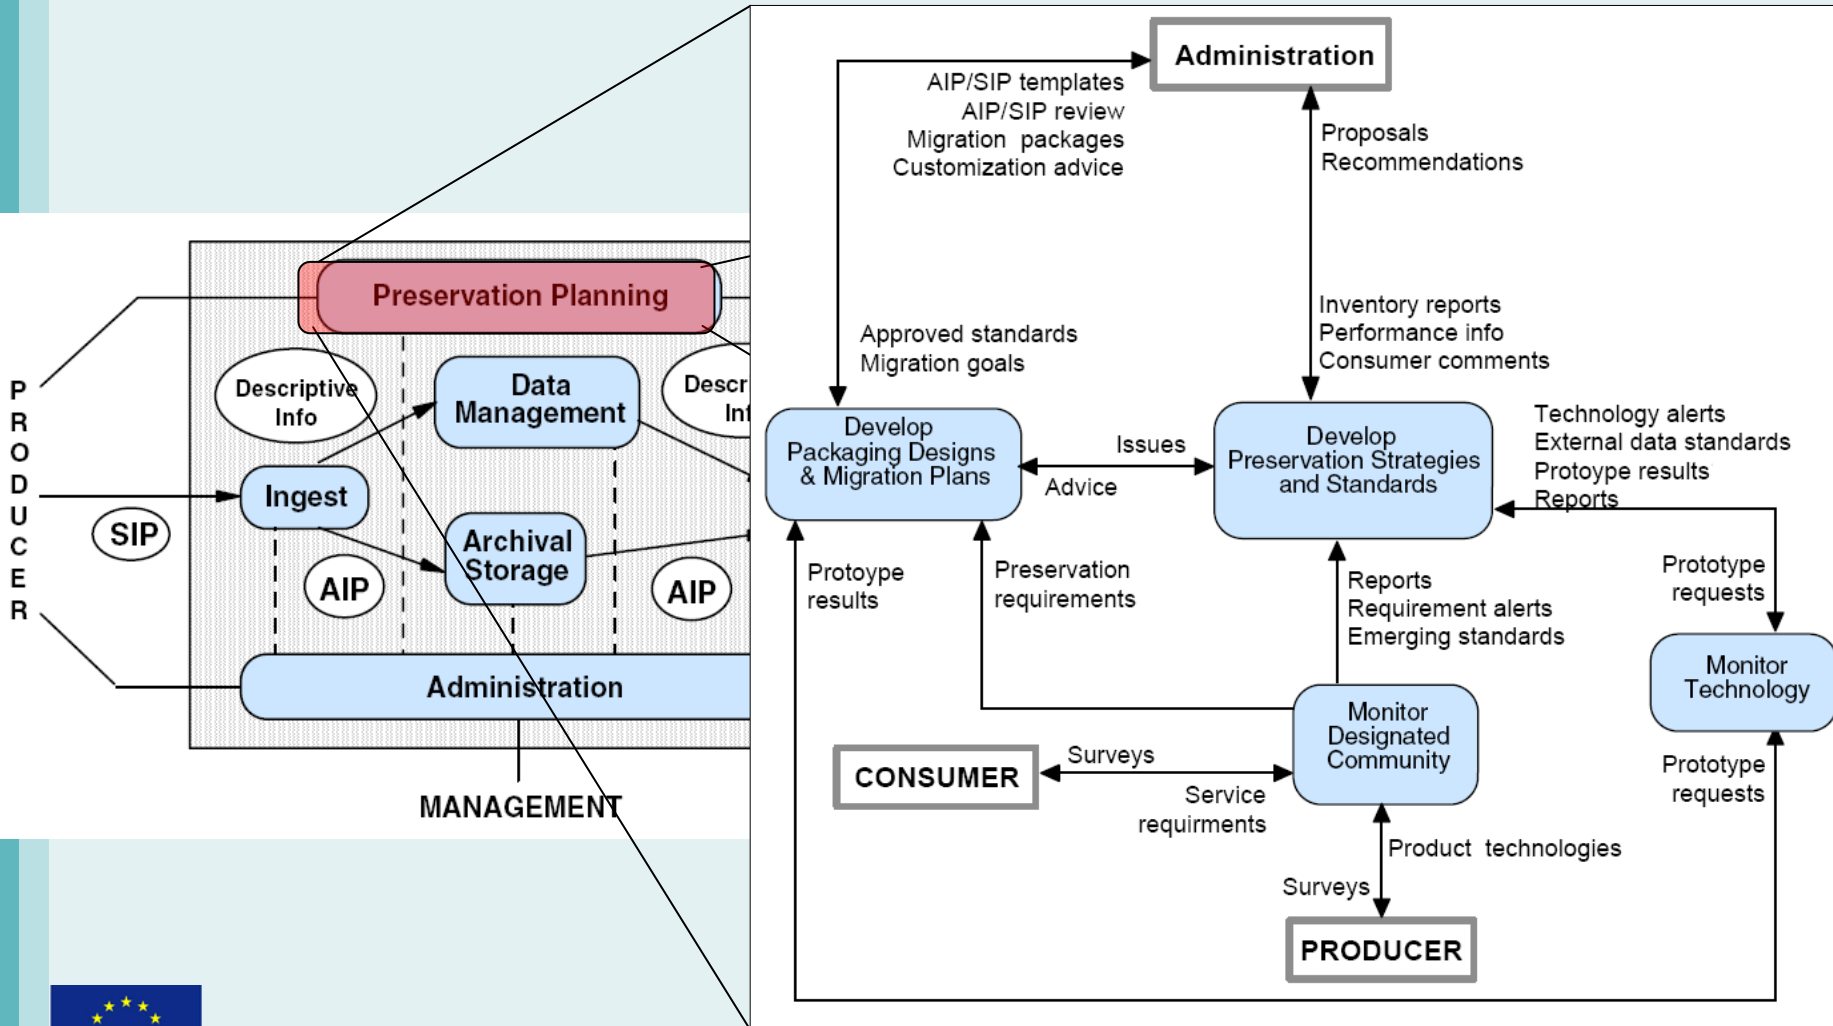 Preservation Planning
Descriptive
Info
Data
Management
Descr
Inf
PRODUCER
Ingest
SIP
Archival
Storage
AIP
AIP
Administration
MANAGEMENT
Administration
AIP/SIP templates
AIP/SIP review
Migration packages
Customization advice
Proposals
Recommendations
Approved standards
Migration goals
Inventory reports
Performance info
Consumer comments
Develop
Packaging Designs
& Migration Plans
Issues
Advice
Develop
Preservation Strategies
and Standards
Technology alerts
External data standards
Protoype results
Reports
Protoype
results
Preservation
requirements
Reports
Requirement alerts
Emerging standards
Prototype
requests
Monitor
Technology
Monitor
Designated
Community
CONSUMER
Surveys
Service
requirments
Prototype
requests
Product technologies
Surveys
PRODUCER